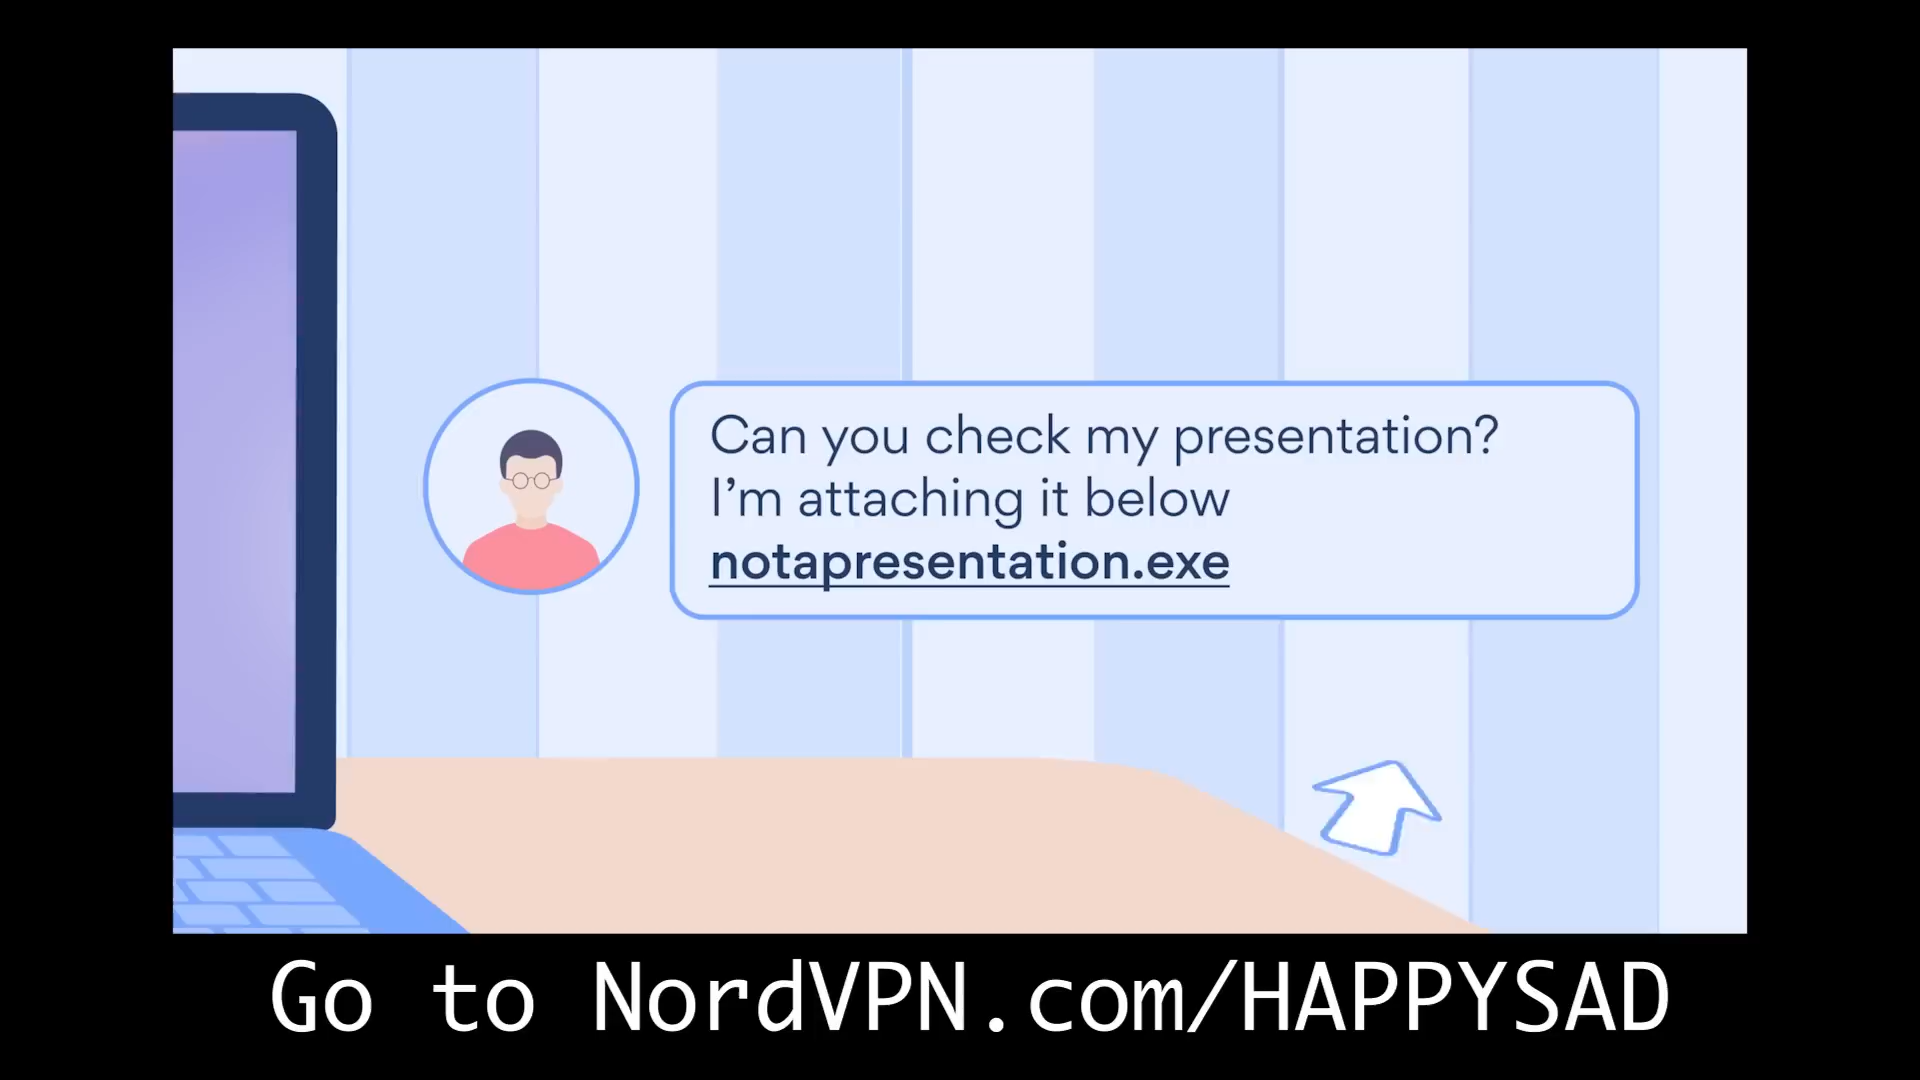 Can you check my presentation?
I’m attaching it below
notapresentation.exe
Go to NordVPN.com/HAPPYSAD